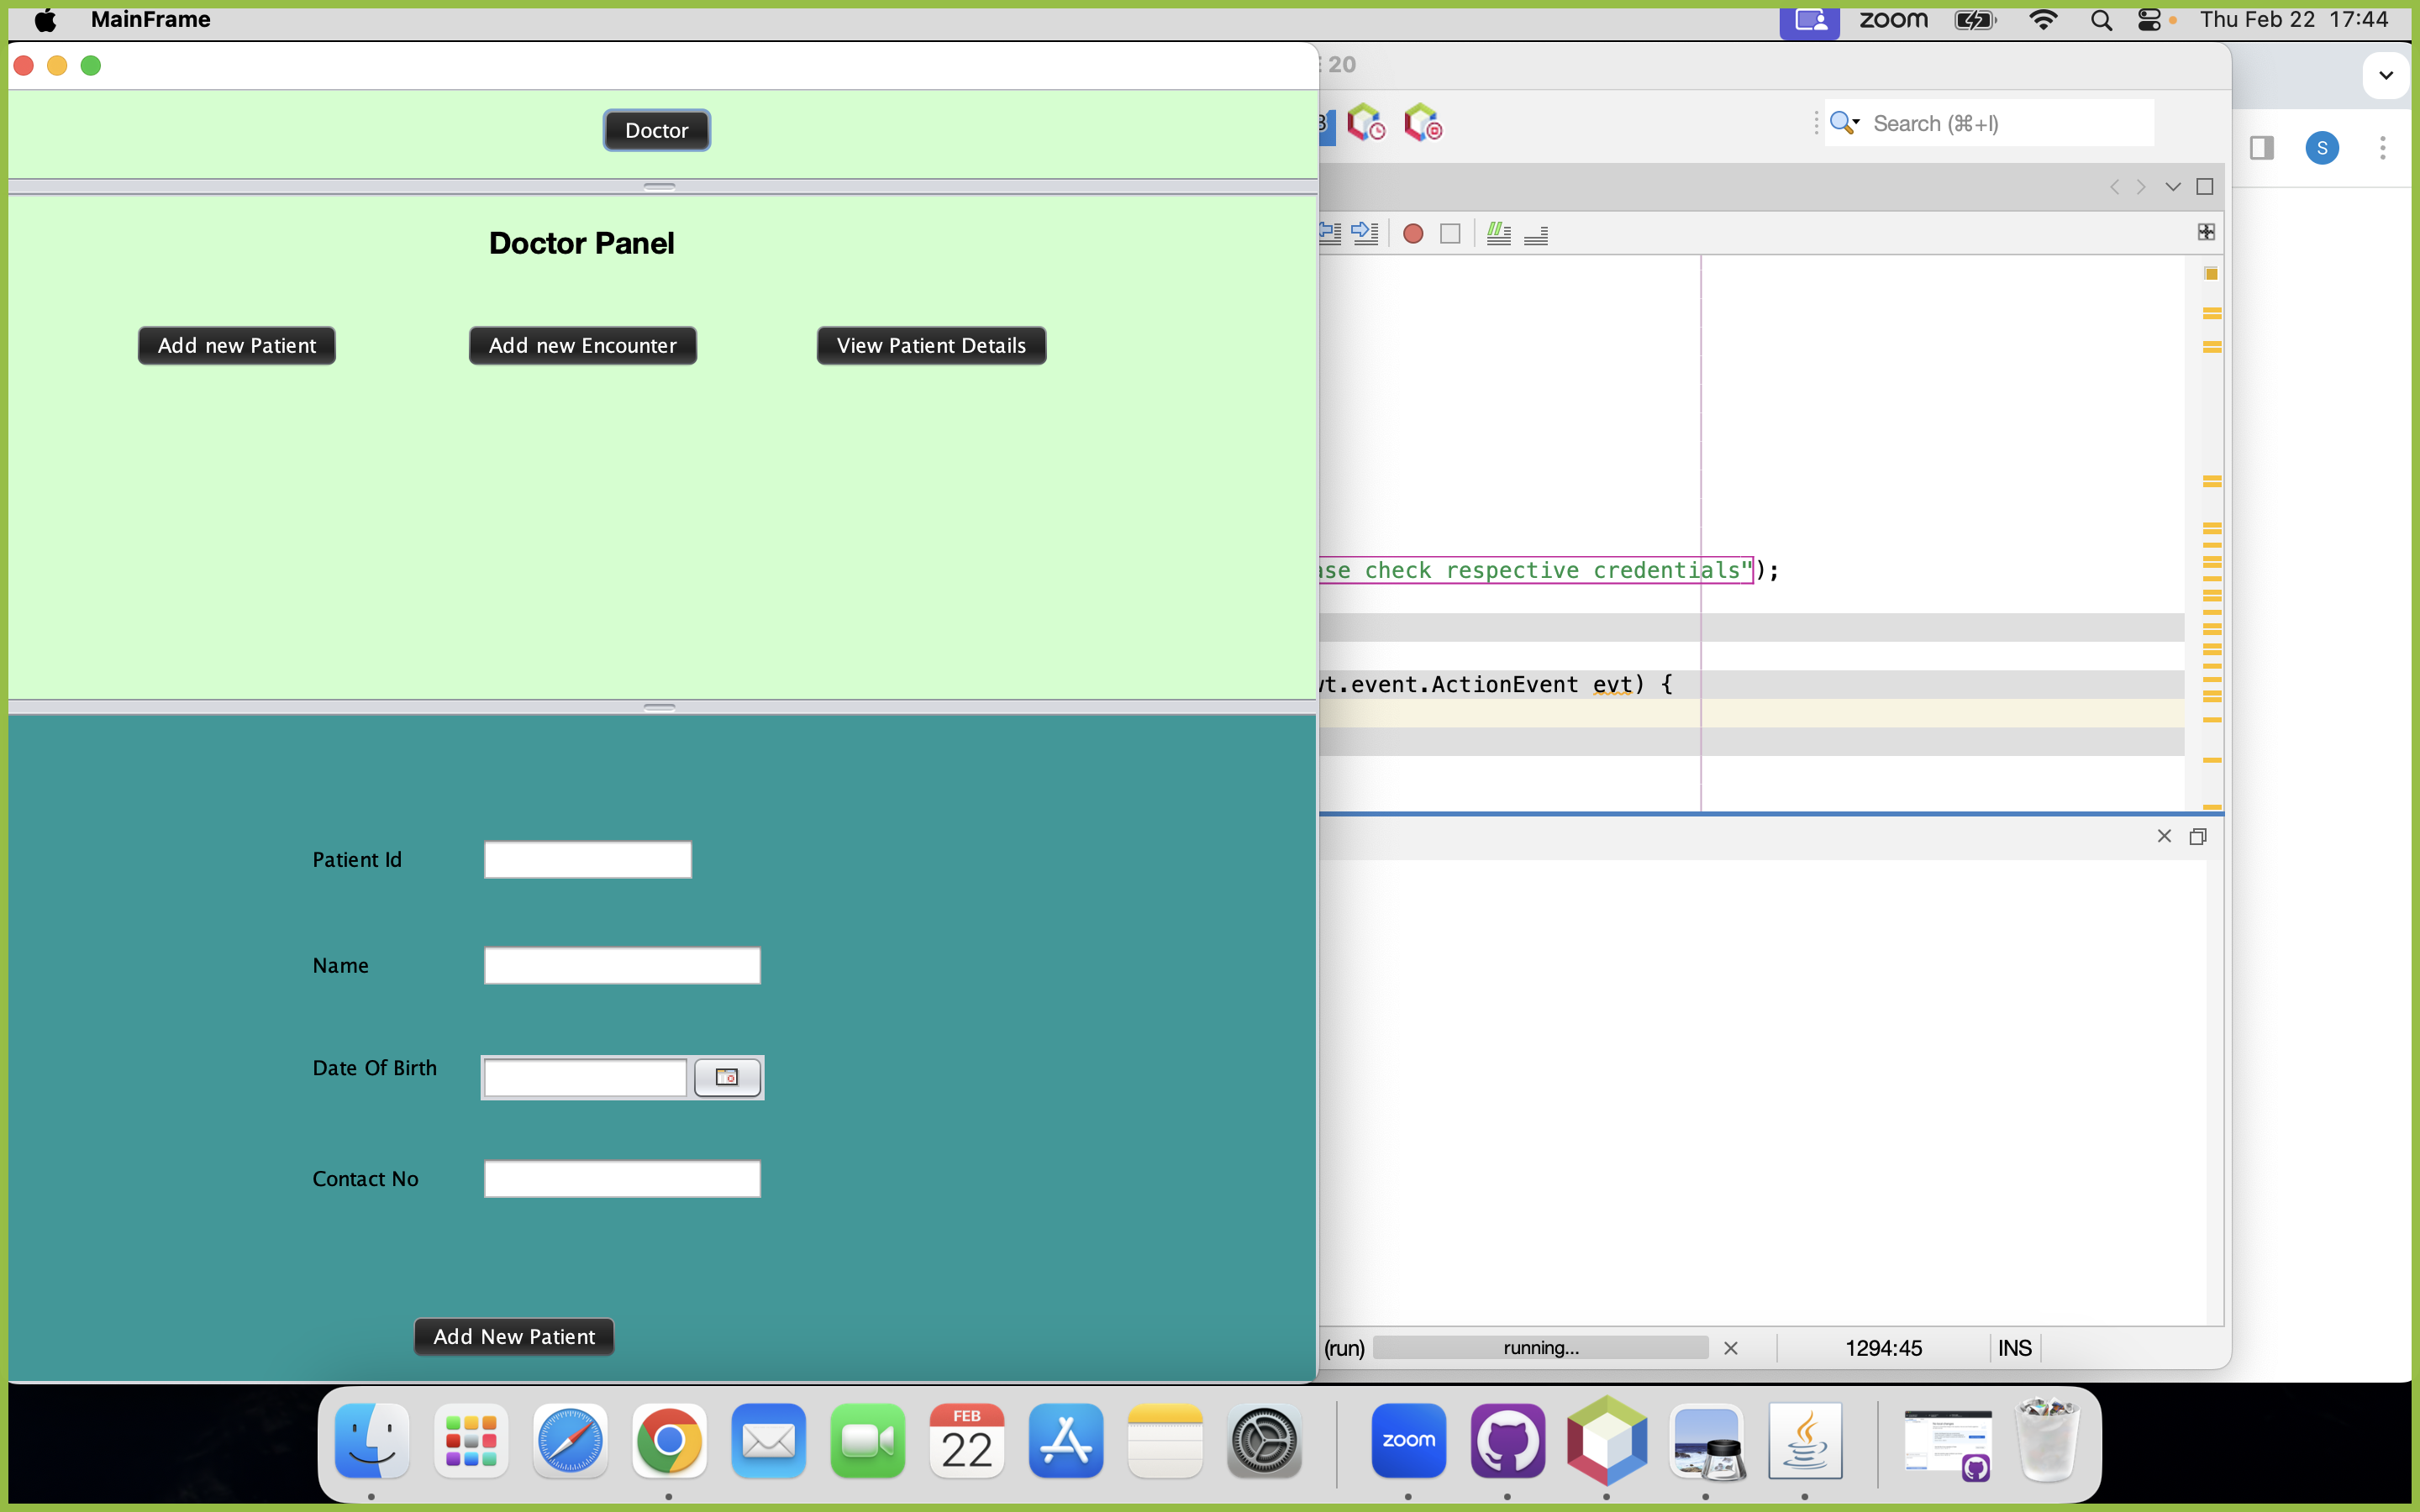 MainFrame
zoom
Thu Feb 22 17:44
20
Doctor
Search (⌘+I)
S
Doctor Panel
Add new Patient
Add new Encounter
View Patient Details
ase check respective credentials");
wt.event.ActionEvent evt) {
Patient Id
Name
Date Of Birth
Contact No
Add New Patient
(run)
running...
1294:45
INS
FEB
22
zoom